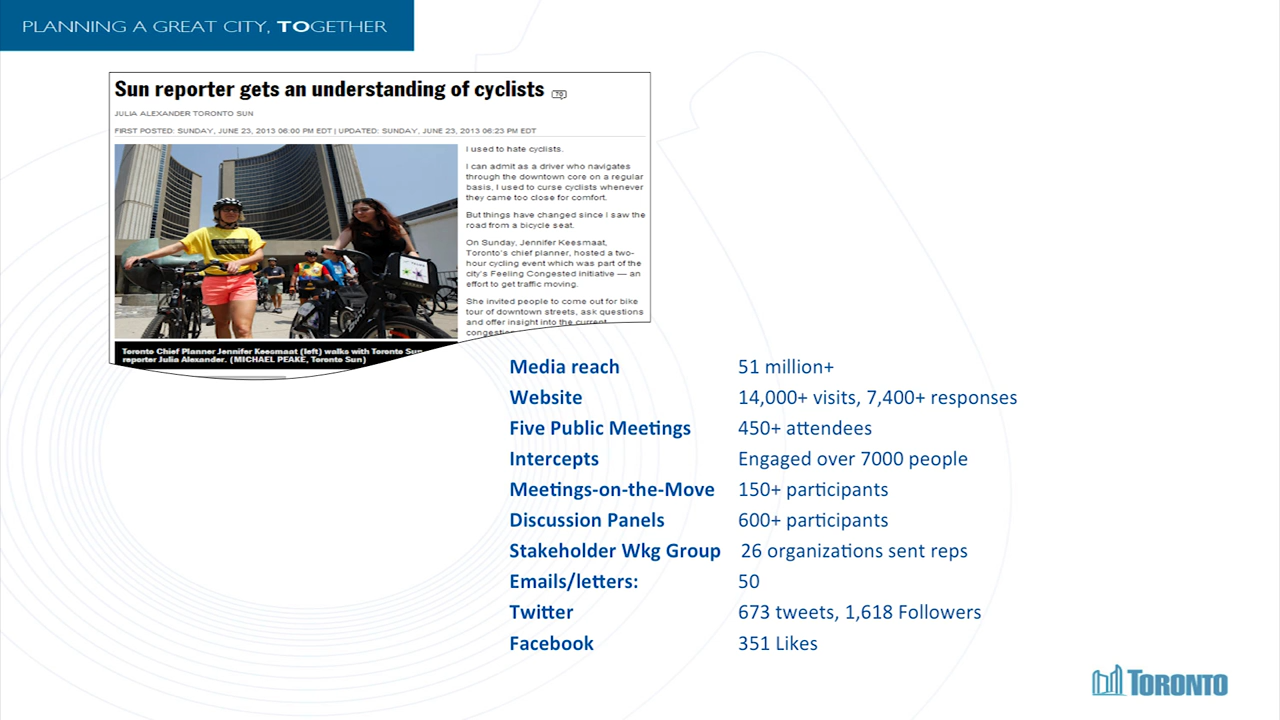 PLANNING A GREAT CITY, TOGETHER
Sun reporter gets an understanding of cyclists
JULIA ALEXANDER TORONTO SUN
FIRST POSTED: SUNDAY, JUNE 23, 2013 06:00 PM EDT | UPDATED: SUNDAY, JUNE 23, 2013 06:23 PM EDT
I used to hate cyclists.
I can admit as a driver who navigates
through the downtown core on a regular
basis, I used to curse cyclists whenever
they came too close for comfort.
But things have changed since I saw the
road from a bicycle seat.
On Sunday, Jennifer Keesmaat,
Toronto's chief planner, hosted a two-
hour cycling event which was part of the
city's Feeling Congested initiative — an
effort to get traffic moving.
She invited people to come out for bike
tour of downtown streets, ask questions
and offer insight into the current
Toronto Chief Planner Jennifer Keesmaat (left) walks with Toronto Sun
reporter Julia Alexander. (MICHAEL PEAKE, Toronto Sun)
Media reach 51 million+
Website 14,000+ visits, 7,400+ responses
Five Public Meetings 450+ attendees
Intercepts Engaged over 7000 people
Meetings-on-the-Move 150+ participants
Discussion Panels 600+ participants
Stakeholder Wkg Group 26 organizations sent reps
Emails/letters: 50
Twitter 673 tweets, 1,618 Followers
Facebook 351 Likes
TORONTO